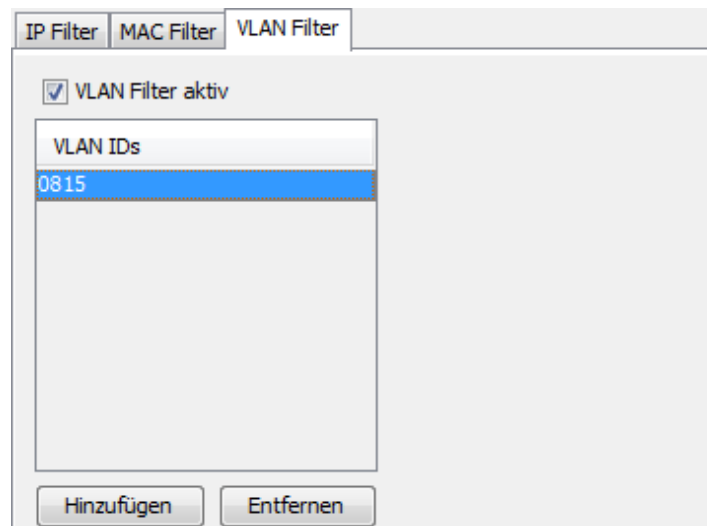 IP Filter MAC Filter VLAN Filter
VLAN Filter aktiv
VLAN IDs
0815
Hinzufügen Entfernen